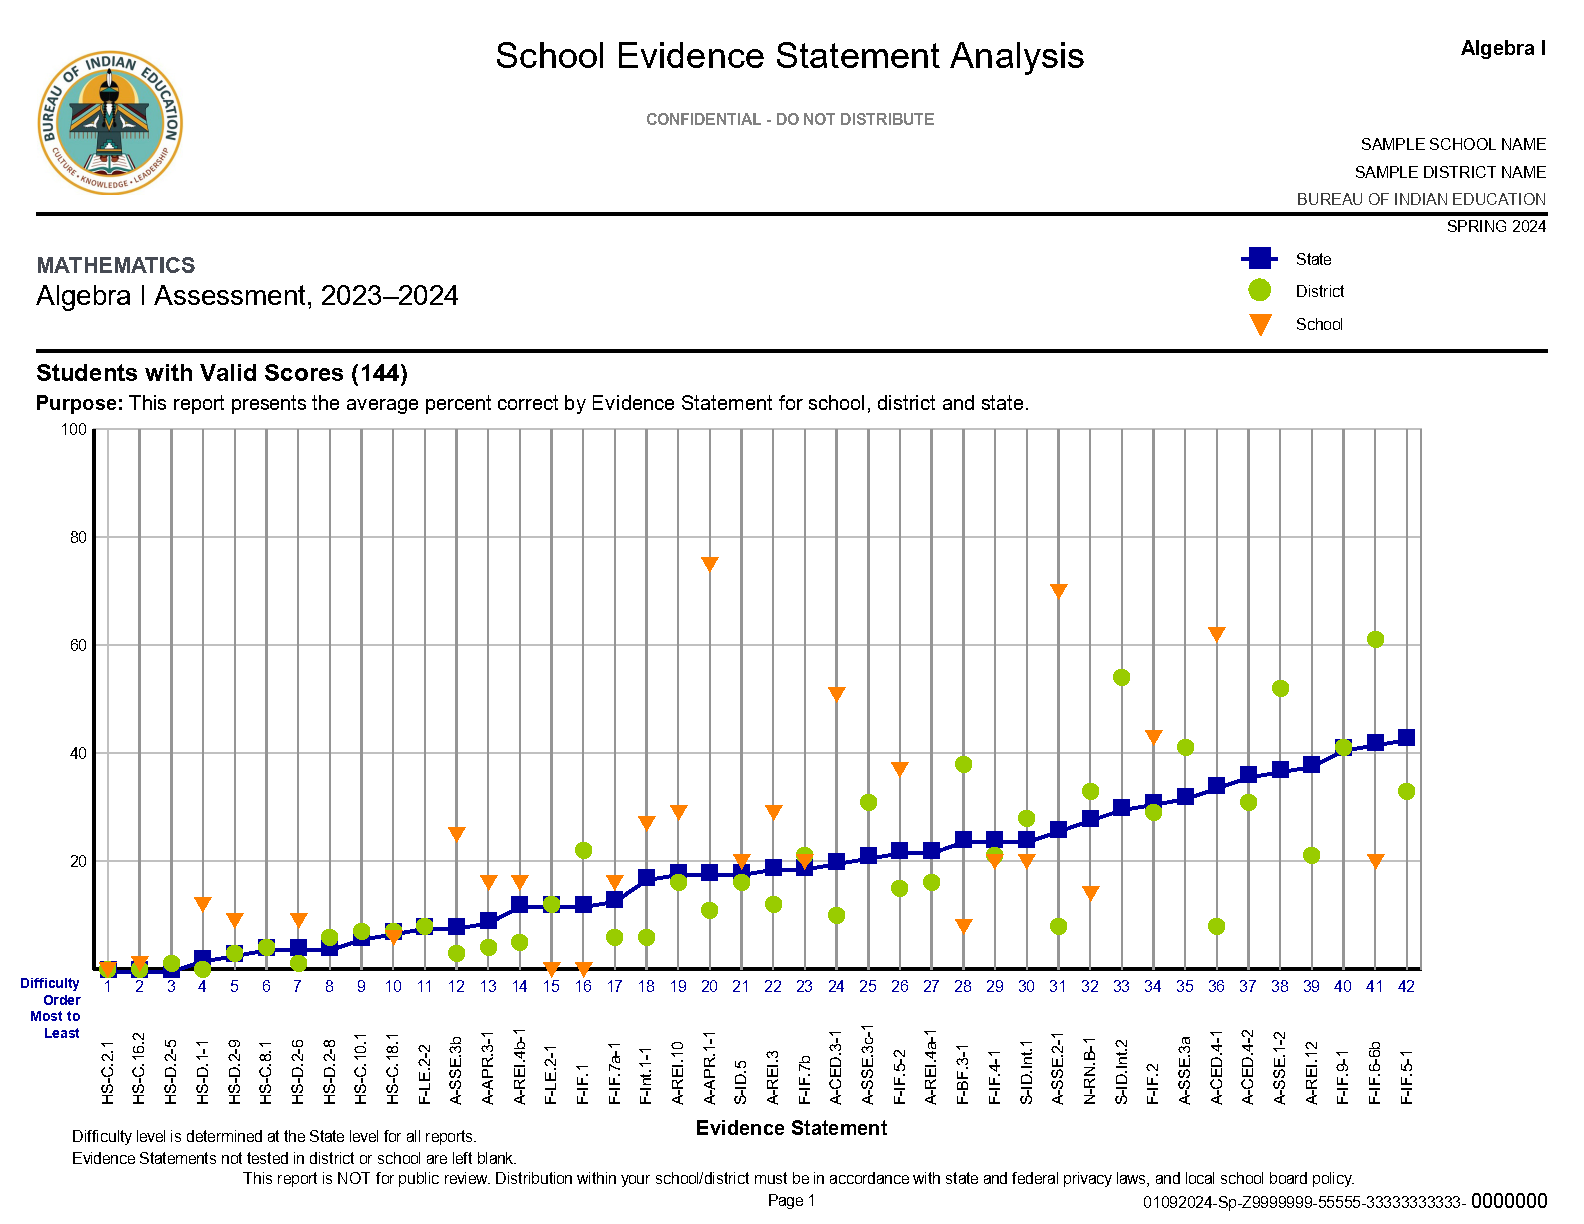 School Evidence Statement Analysis
Algebra I
BUREAU OF INDIAN EDUCATION
CULTURE • KNOWLEDGE • LEADERSHIP
CONFIDENTIAL - DO NOT DISTRIBUTE
SAMPLE SCHOOL NAME
SAMPLE DISTRICT NAME
BUREAU OF INDIAN EDUCATION
SPRING 2024
MATHEMATICS
Algebra I Assessment, 2023–2024
State
District
School
Students with Valid Scores (144)
Purpose: This report presents the average percent correct by Evidence Statement for school, district and state.
100
80
60
40
20
Difficulty
Order
Most to
Least
1 2 3 4 5 6 7 8 9 10 11 12 13 14 15 16 17 18 19 20 21 22 23 24 25 26 27 28 29 30 31 32 33 34 35 36 37 38 39 40 41 42
HS-C.2.1
HS-C.16.2
HS-D.2-5
HS-D.1-1
HS-D.2-9
HS-C.8.1
HS-D.2-6
HS-D.2-8
HS-C.10.1
HS-C.18.1
F-LE.2-2
A-SSE.3b
A-APR.3-1
A-REI.4b-1
F-LE.2-1
F-IF.1
F-IF.7a-1
F-Int.1-1
A-REI.10
A-APR.1-1
S-ID.5
A-REI.3
F-IF.7b
A-CED.3-1
A-SSE.3c-1
F-IF.5-2
A-REI.4a-1
F-BF.3-1
F-IF.4-1
S-ID.Int.1
A-SSE.2-1
N-RN.B-1
S-ID.Int.2
F-IF.2
A-SSE.3a
A-CED.4-1
A-CED.4-2
A-SSE.1-2
A-REI.12
F-IF.9-1
F-IF.6-6b
F-IF.5-1
Evidence Statement
Difficulty level is determined at the State level for all reports.
Evidence Statements not tested in district or school are left blank.
This report is NOT for public review. Distribution within your school/district must be in accordance with state and federal privacy laws, and local school board policy.
Page 1
01092024-Sp-Z9999999-55555-33333333333- 0000000